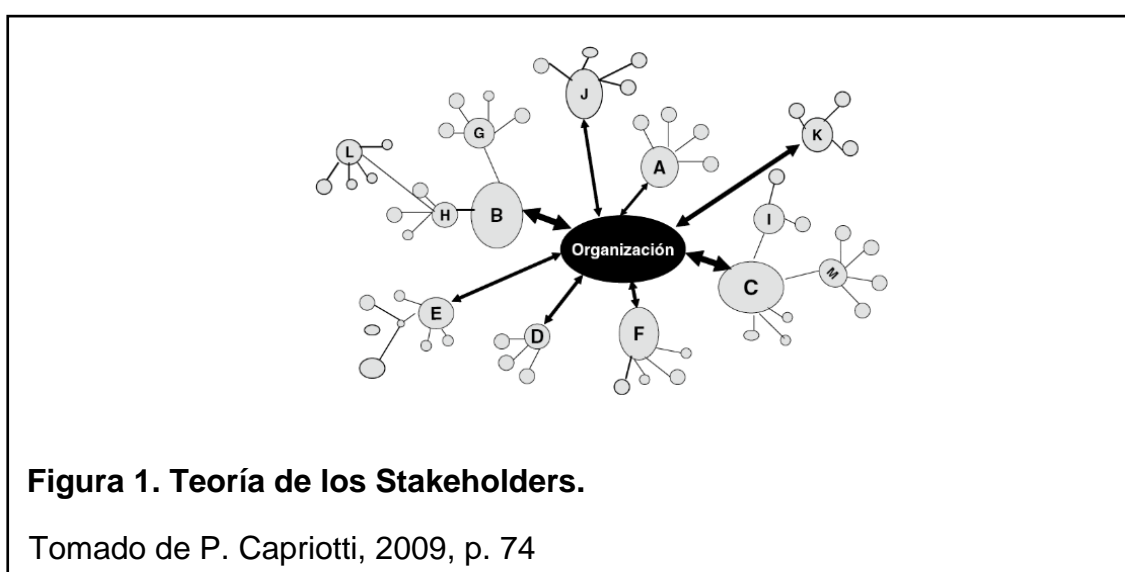 J
G
A
K
L
H
B
I
Organización
M
C
E
D
F
Figura 1. Teoría de los Stakeholders.
Tomado de P. Capriotti, 2009, p. 74